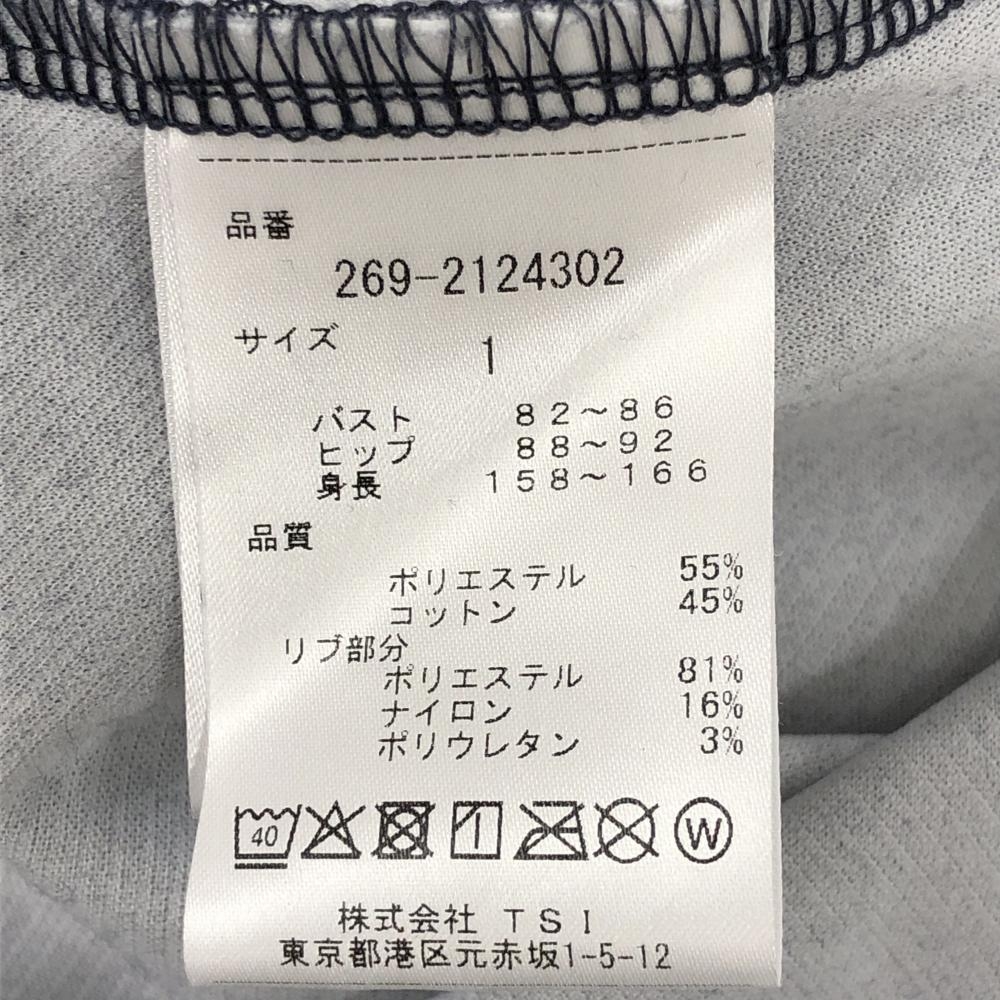 品番
269-2124302
サイズ 1
バスト 82~86
ヒップ 88~92
身長 158~166
品質
ポリエステル 55%
コットン 45%
リブ部分
ポリエステル 81%
ナイロン 16%
ポリウレタン 3%
40 W
株式会社 TSI
東京都港区元赤坂1-5-12